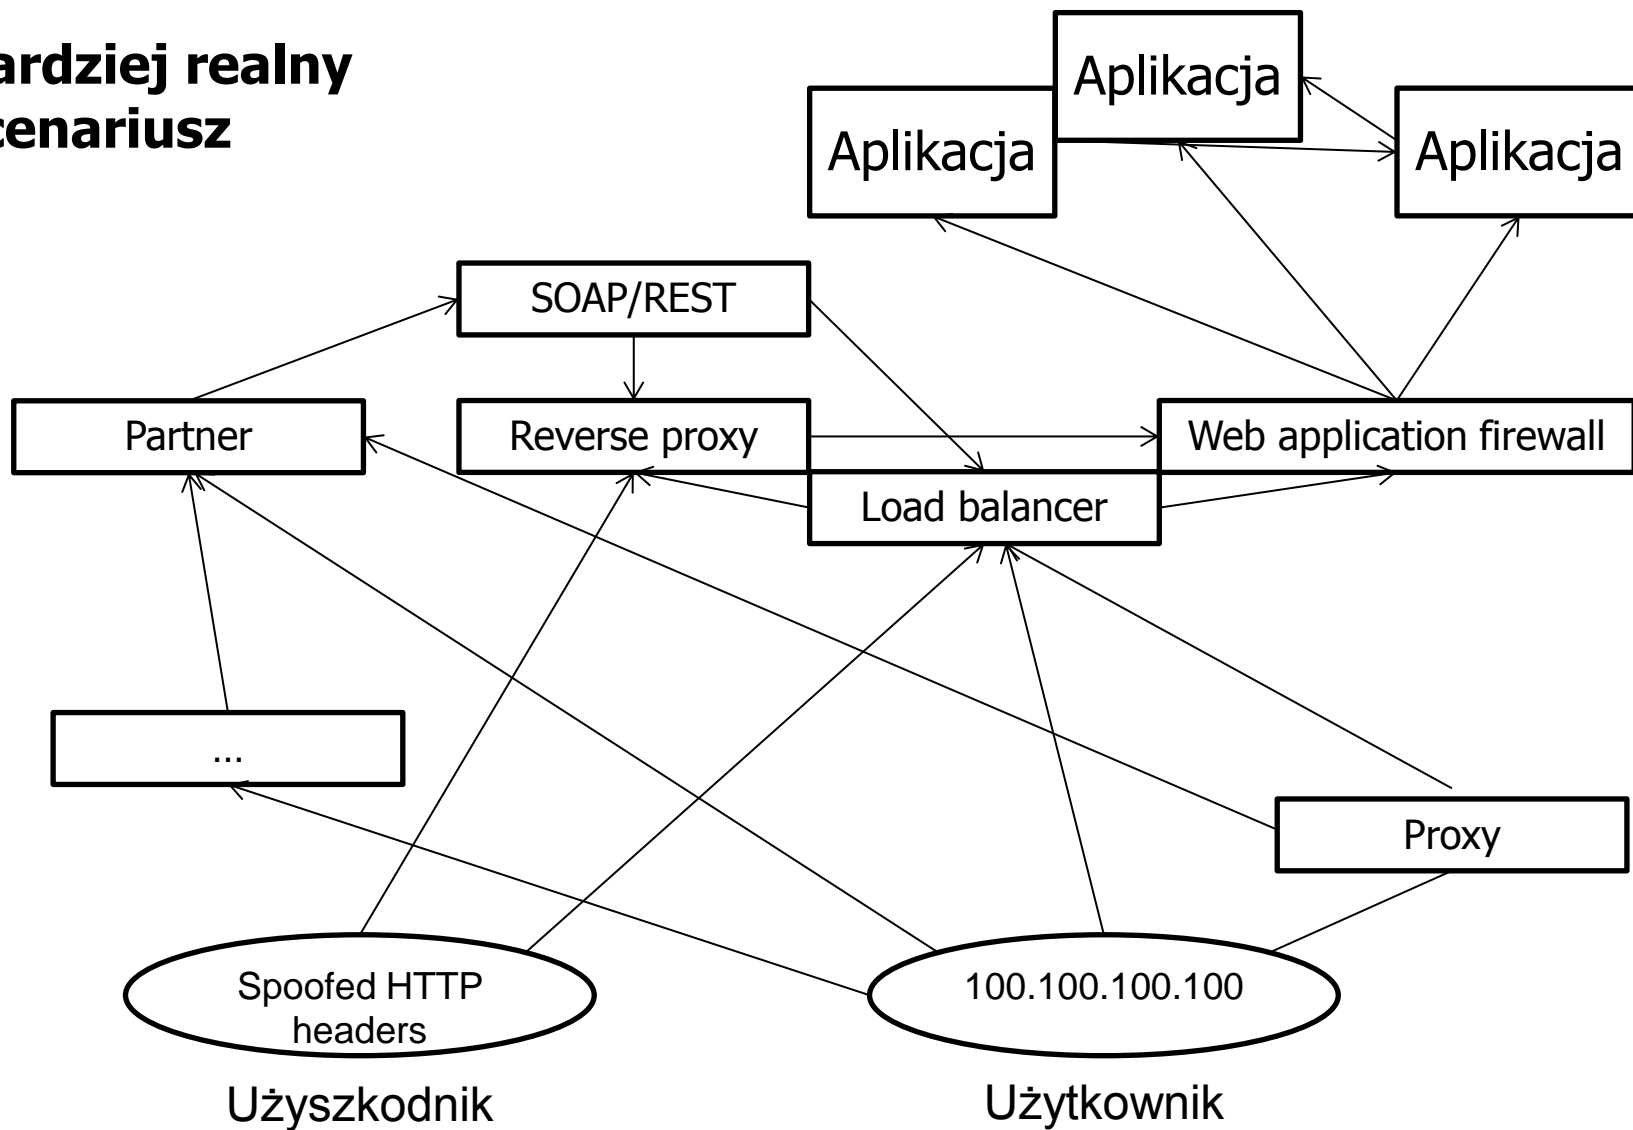 ardziej realny
cenariusz
Aplikacja
Aplikacja
Aplikacja
SOAP/REST
Partner
Reverse proxy
Web application firewall
Load balancer
...
Proxy
Spoofed HTTP
headers
100.100.100.100
Użyszkodnik
Użytkownik